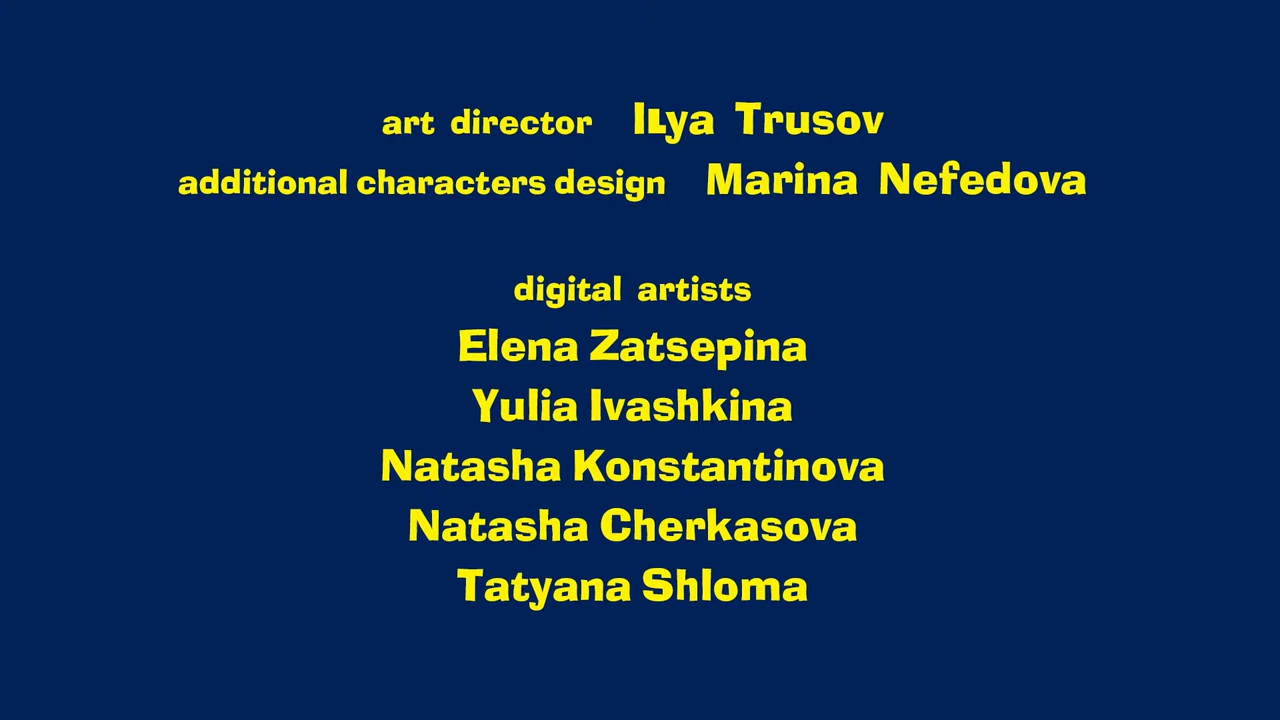 art director ILya Trusov
additional characters design Marina Nefedova
digital artists
Elena Zatsepina
Yulia Ivashkina
Natasha Konstantinova
Natasha Cherkasova
Tatyana Shloma